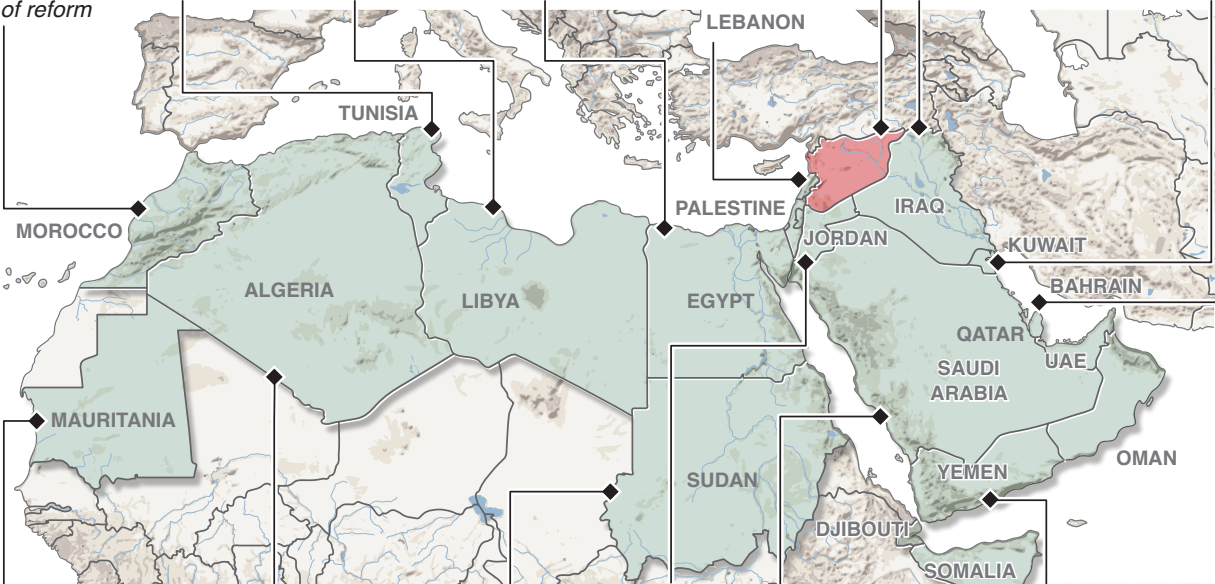 of reform
LEBANON
TUNISIA
PALESTINE
IRAQ
MOROCCO
JORDAN
KUWAIT
ALGERIA
LIBYA
EGYPT
BAHRAIN
QATAR
UAE
SAUDI
ARABIA
MAURITANIA
OMAN
YEMEN
SUDAN
DJIBOUTI
SOMALIA